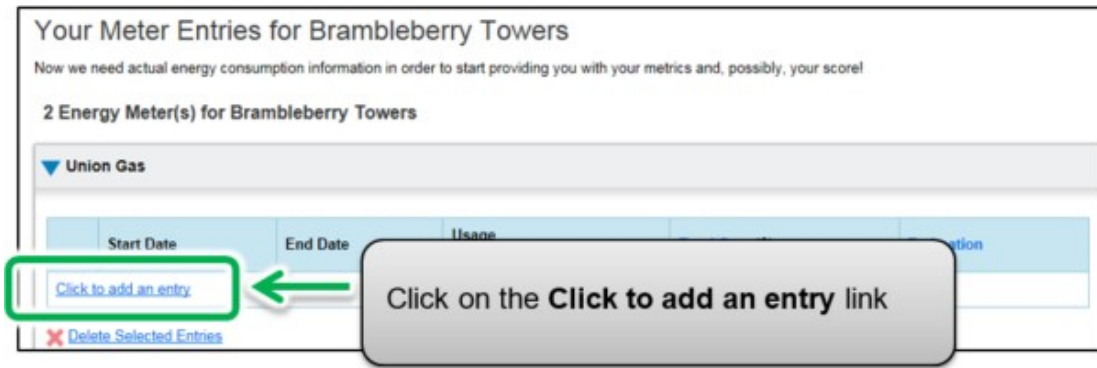 Your Meter Entries for Brambleberry Towers
Now we need actual energy consumption information in order to start providing you with your metrics and, possibly, your score!
2 Energy Meter(s) for Brambleberry Towers
Union Gas
Start Date End Date Usage
Click to add an entry
Click on the Click to add an entry link
Delete Selected Entries